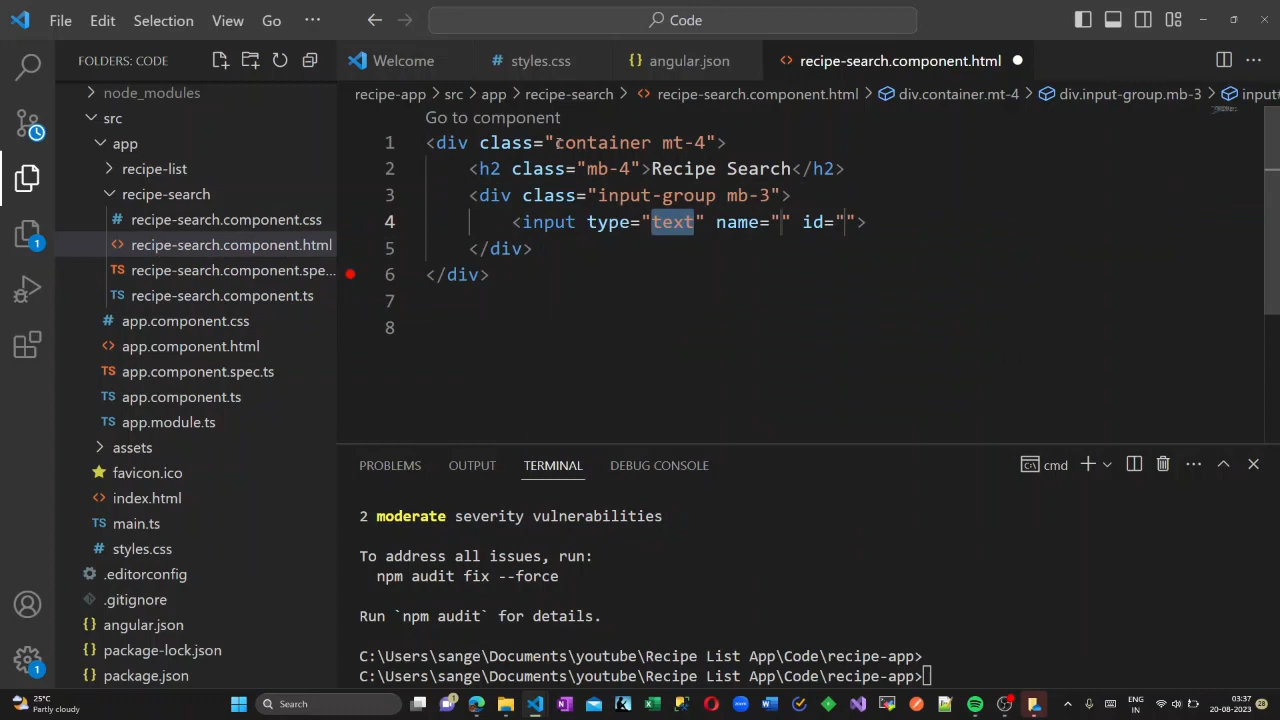 File Edit Selection View Go ··· Code
FOLDERS: CODE
Welcome styles.css angular.json recipe-search.component.html
recipe-app > src > app > recipe-search > recipe-search.component.html > div.container.mt-4 > div.input-group.mb-3 > input
node_modules
src
app
recipe-list
recipe-search
recipe-search.component.css
recipe-search.component.html
recipe-search.component.spe...
recipe-search.component.ts
app.component.css
app.component.html
app.component.spec.ts
app.component.ts
app.module.ts
assets
favicon.ico
index.html
main.ts
styles.css
.editorconfig
.gitignore
angular.json
package-lock.json
package.json
1
1
Go to component
1 <div class="container mt-4">
2 <h2 class="mb-4">Recipe Search</h2>
3 <div class="input-group mb-3">
4 <input type="text" name="" id="">
5 </div>
6 </div>
7
8
PROBLEMS OUTPUT TERMINAL DEBUG CONSOLE cmd
2 moderate severity vulnerabilities
To address all issues, run:
npm audit fix --force
Run `npm audit` for details.
C:\Users\sange\Documents\youtube\Recipe List App\Code\recipe-app>
C:\Users\sange\Documents\youtube\Recipe List App\Code\recipe-app>
25°C
Partly cloudy
Search
ENG
IN
03:37
20-08-2023